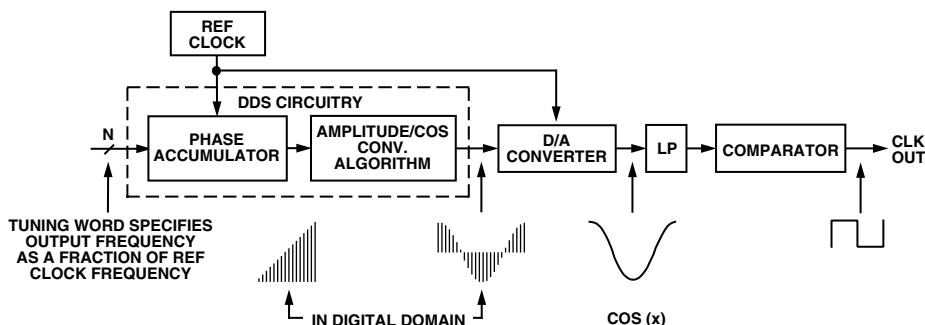 REF
CLOCK
DDS CIRCUITRY
N
PHASE
ACCUMULATOR
AMPLITUDE/COS
CONV.
ALGORITHM
D/A
CONVERTER
LP
COMPARATOR
CLK
OUT
TUNING WORD SPECIFIES
OUTPUT FREQUENCY
AS A FRACTION OF REF
CLOCK FREQUENCY
IN DIGITAL DOMAIN
COS (x)